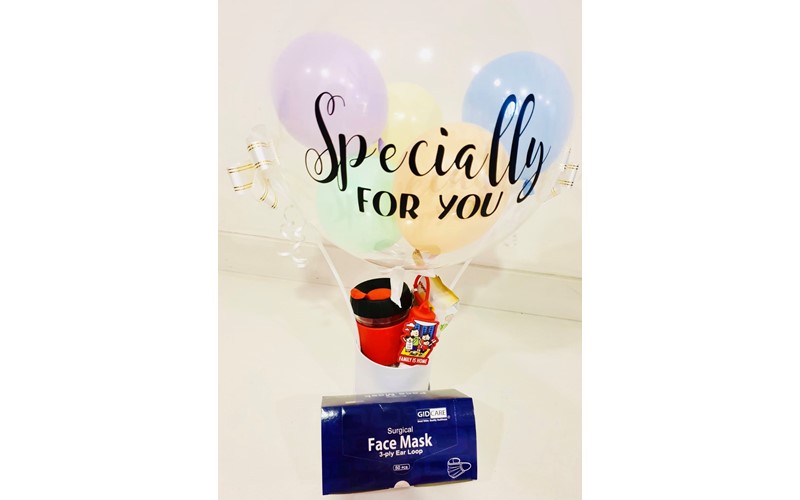 Specially
FOR YOU
FAMILY IS HOME
GIDCARE
Surgical
Face Mask
3-ply Ear Loop
50 PCS